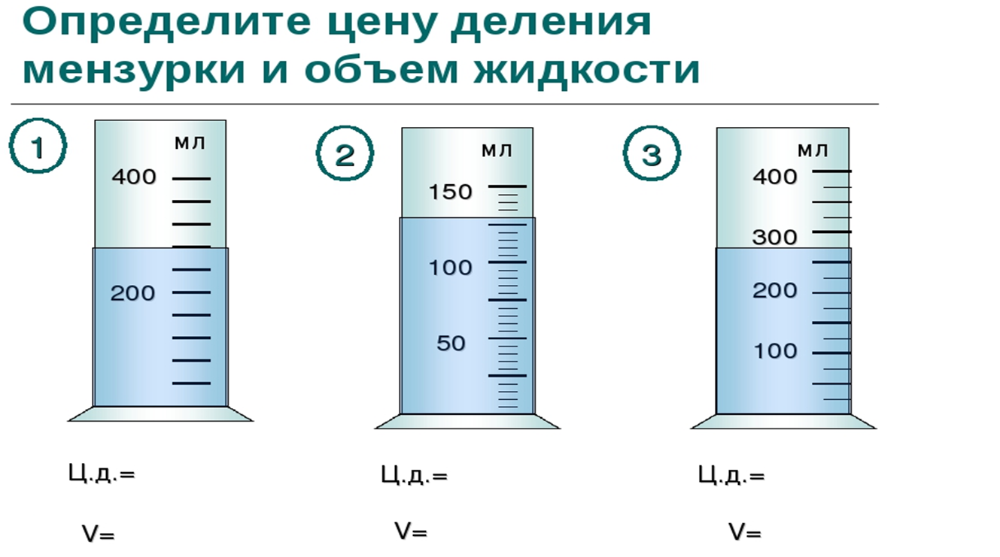 Определите цену деления
мензурки и объем жидкости
1
мл
400
200
Ц.д.=
V=
2
мл
150
100
50
Ц.д.=
V=
3
мл
400
300
200
100
Ц.д.=
V=